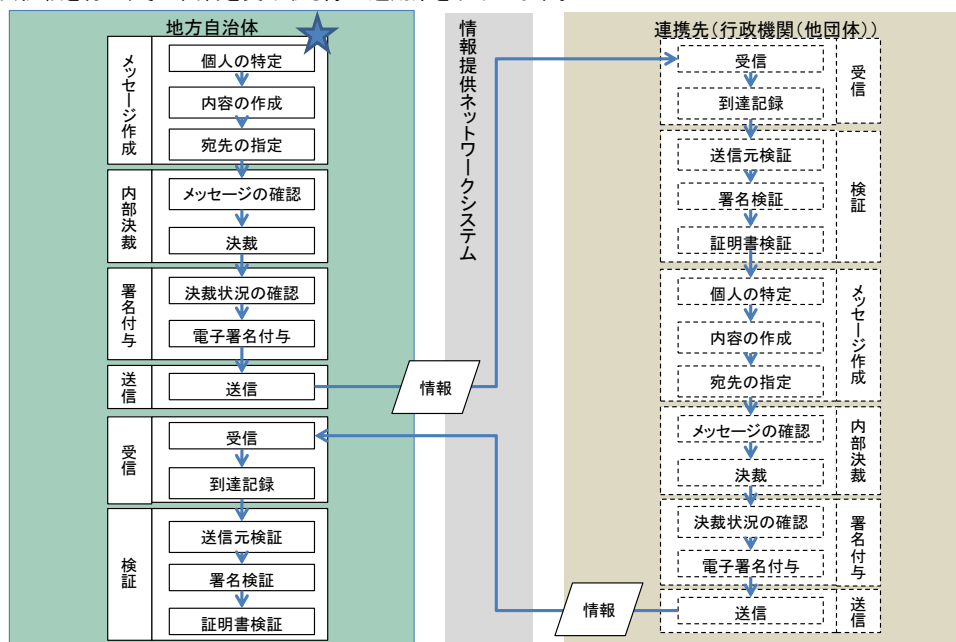 地方自治体
メッセージ作成
個人の特定
内容の作成
宛先の指定
内部決裁
メッセージの確認
決裁
署名付与
決裁状況の確認
電子署名付与
送信
送信
受信
受信
到達記録
検証
送信元検証
署名検証
証明書検証
情報提供ネットワークシステム
情報
情報
連携先(行政機関(他団体))
受信
到達記録
受信
送信元検証
署名検証
証明書検証
検証
個人の特定
内容の作成
宛先の指定
メッセージ作成
メッセージの確認
決裁
内部決裁
決裁状況の確認
電子署名付与
署名付与
送信
送信